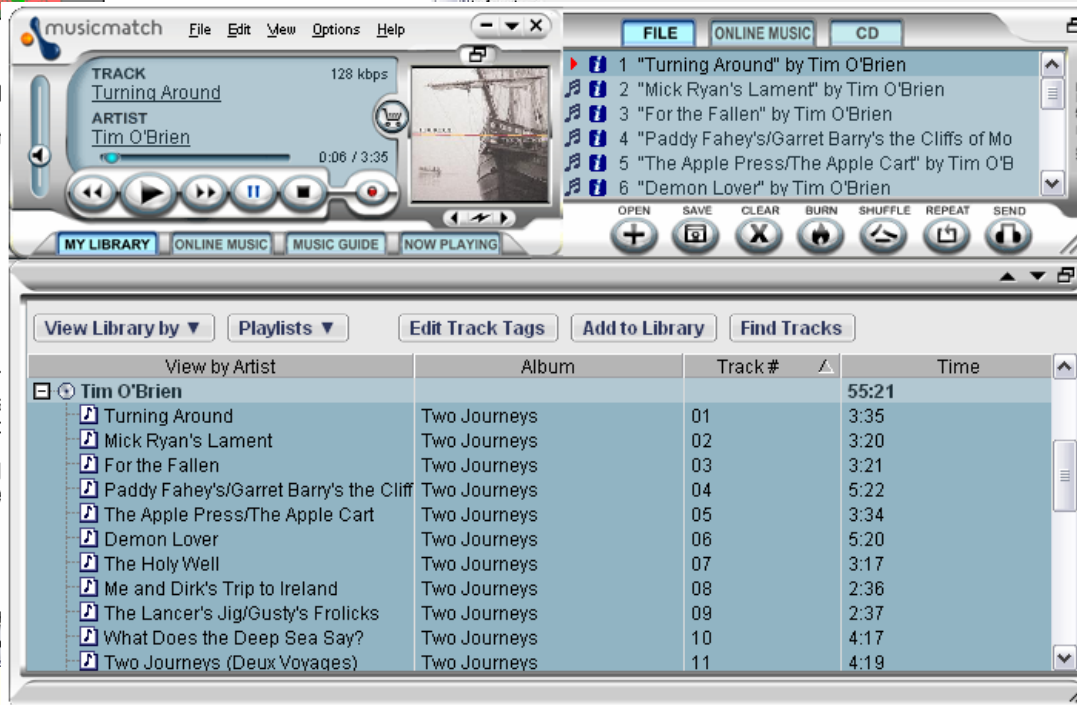 musicmatch File Edit View Options Help
TRACK 128 kbps
Turning Around
ARTIST
Tim O'Brien
0:06 / 3:35
MY LIBRARY ONLINE MUSIC MUSIC GUIDE NOW PLAYING
FILE ONLINE MUSIC CD
1 "Turning Around" by Tim O'Brien
2 "Mick Ryan's Lament" by Tim O'Brien
3 "For the Fallen" by Tim O'Brien
4 "Paddy Fahey's/Garret Barry's the Cliffs of Mo
5 "The Apple Press/The Apple Cart" by Tim O'B
6 "Demon Lover" by Tim O'Brien
OPEN SAVE CLEAR BURN SHUFFLE REPEAT SEND
View Library by Playlists Edit Track Tags Add to Library Find Tracks
View by Artist Album Track # Time
Tim O'Brien 55:21
Turning Around Two Journeys 01 3:35
Mick Ryan's Lament Two Journeys 02 3:20
For the Fallen Two Journeys 03 3:21
Paddy Fahey's/Garret Barry's the Cliff Two Journeys 04 5:22
The Apple Press/The Apple Cart Two Journeys 05 3:34
Demon Lover Two Journeys 06 5:20
The Holy Well Two Journeys 07 3:17
Me and Dirk's Trip to Ireland Two Journeys 08 2:36
The Lancer's Jig/Gusty's Frolicks Two Journeys 09 2:37
What Does the Deep Sea Say? Two Journeys 10 4:17
Two Journeys (Deux Voyages) Two Journeys 11 4:19